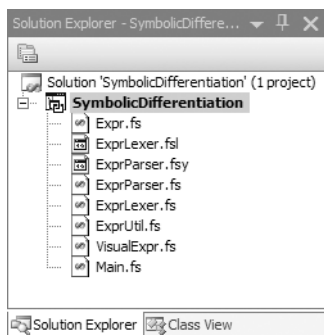 Solution Explorer - SymbolicDiffere...
Solution 'SymbolicDifferentiation' (1 project)
SymbolicDifferentiation
Expr.fs
ExprLexer.fsl
ExprParser.fsy
ExprParser.fs
ExprLexer.fs
ExprUtil.fs
VisualExpr.fs
Main.fs
Solution Explorer Class View